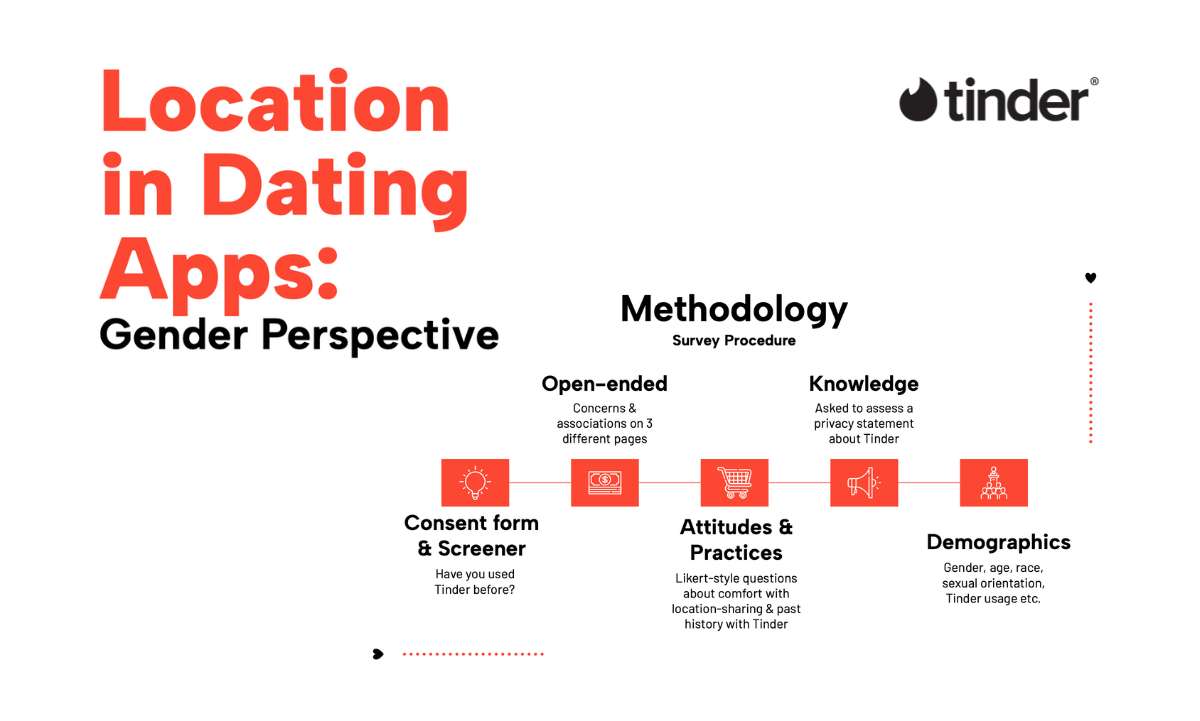 Location
in Dating
Apps:
Gender Perspective
tinder®
Methodology
Survey Procedure
Consent form
& Screener
Have you used
Tinder before?
Open-ended
Concerns &
associations on 3
different pages
Attitudes &
Practices
Likert-style questions
about comfort with
location-sharing & past
history with Tinder
Knowledge
Asked to assess a
privacy statement
about Tinder
Demographics
Gender, age, race,
sexual orientation,
Tinder usage etc.